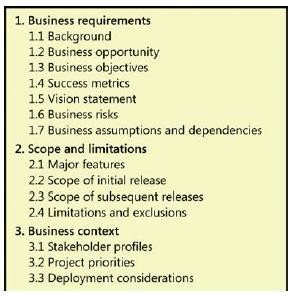 1. Business requirements
1.1 Background
1.2 Business opportunity
1.3 Business objectives
1.4 Success metrics
1.5 Vision statement
1.6 Business risks
1.7 Business assumptions and dependencies
2. Scope and limitations
2.1 Major features
2.2 Scope of initial release
2.3 Scope of subsequent releases
2.4 Limitations and exclusions
3. Business context
3.1 Stakeholder profiles
3.2 Project priorities
3.3 Deployment considerations